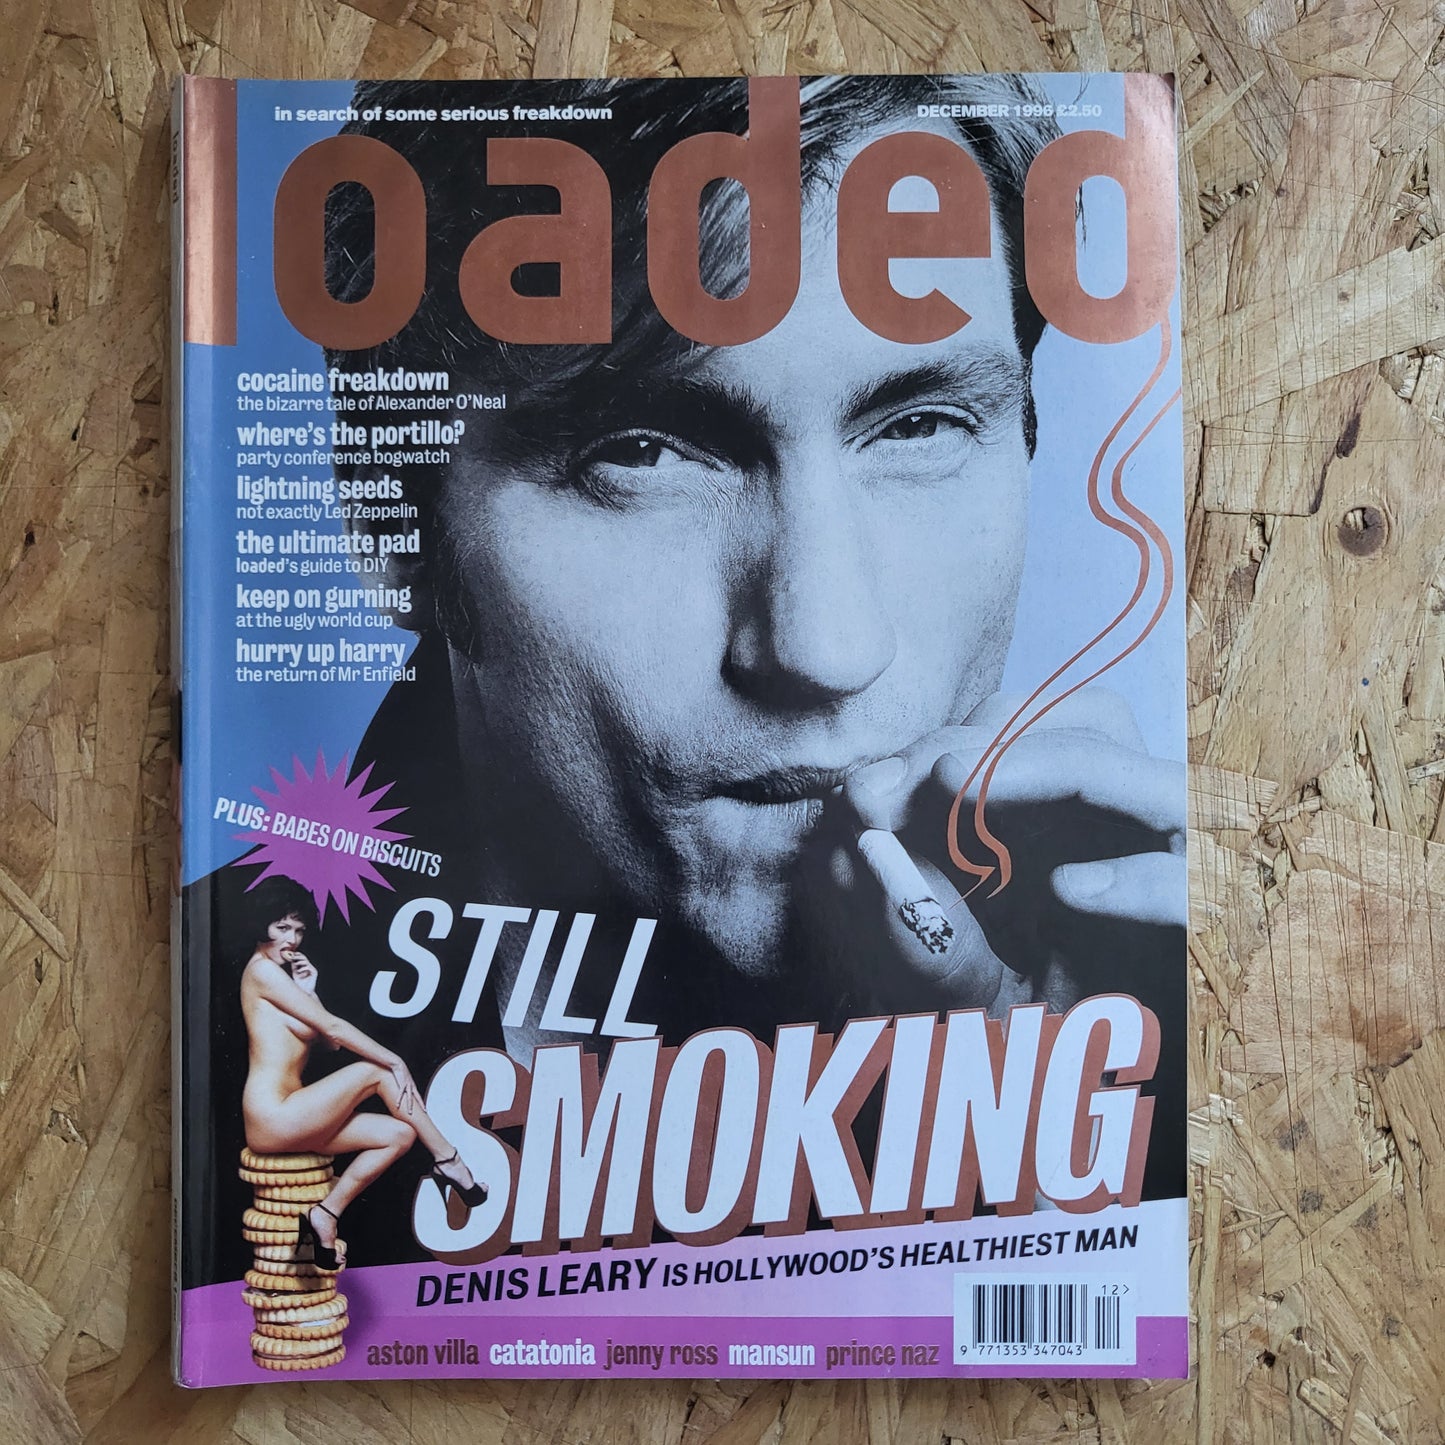 in search of some serious freakdown
DECEMBER 1996 £2.50
loaded
cocaine freakdown
the bizarre tale of Alexander O'Neal
where's the portillo?
party conference bogwatch
lightning seeds
not exactly Led Zeppelin
the ultimate pad
loaded's guide to DIY
keep on gurning
at the ugly world cup
hurry up harry
the return of Mr Enfield
PLUS: BABES ON BISCUITS
STILL
SMOKING
DENIS LEARY IS HOLLYWOOD'S HEALTHIEST MAN
aston villa catatonia jenny ross mansun prince naz
12>
9 771353 347043
loaded